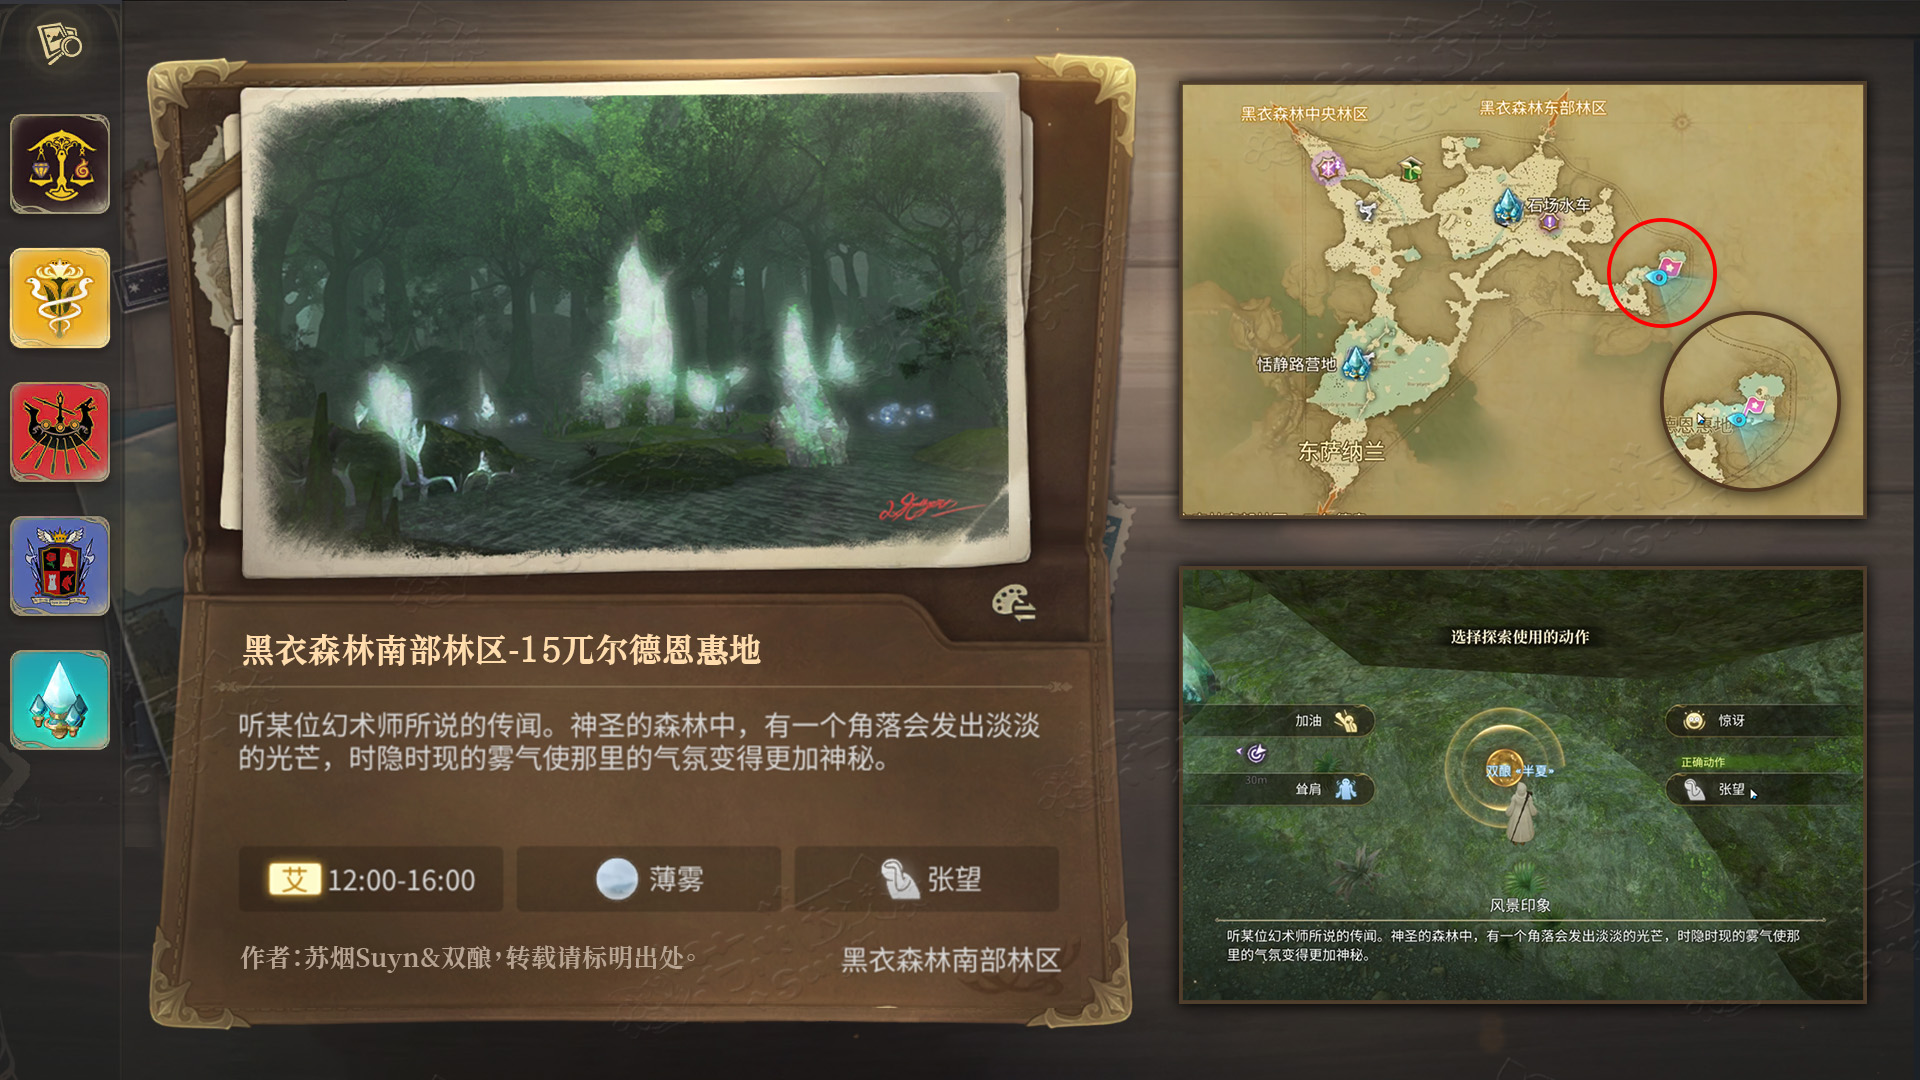 黑衣森林南部林区-15兀尔德恩惠地
听某位幻术师所说的传闻。神圣的森林中，有一个角落会发出淡淡
的光芒，时隐时现的雾气使那里的气氛变得更加神秘。
艾 12:00-16:00
薄雾
张望
作者：苏烟Suyn&双酿，转载请标明出处。
黑衣森林南部林区
黑衣森林中央林区
黑衣森林东部林区
石场水车
恬静路营地
东萨纳兰
德恩惠地
选择探索使用的动作
加油
惊讶
30m
正确动作
耸肩
张望
双酿 «半夏»
风景印象
听某位幻术师所说的传闻。神圣的森林中，有一个角落会发出淡淡的光芒，时隐时现的雾气使那
里的气氛变得更加神秘。